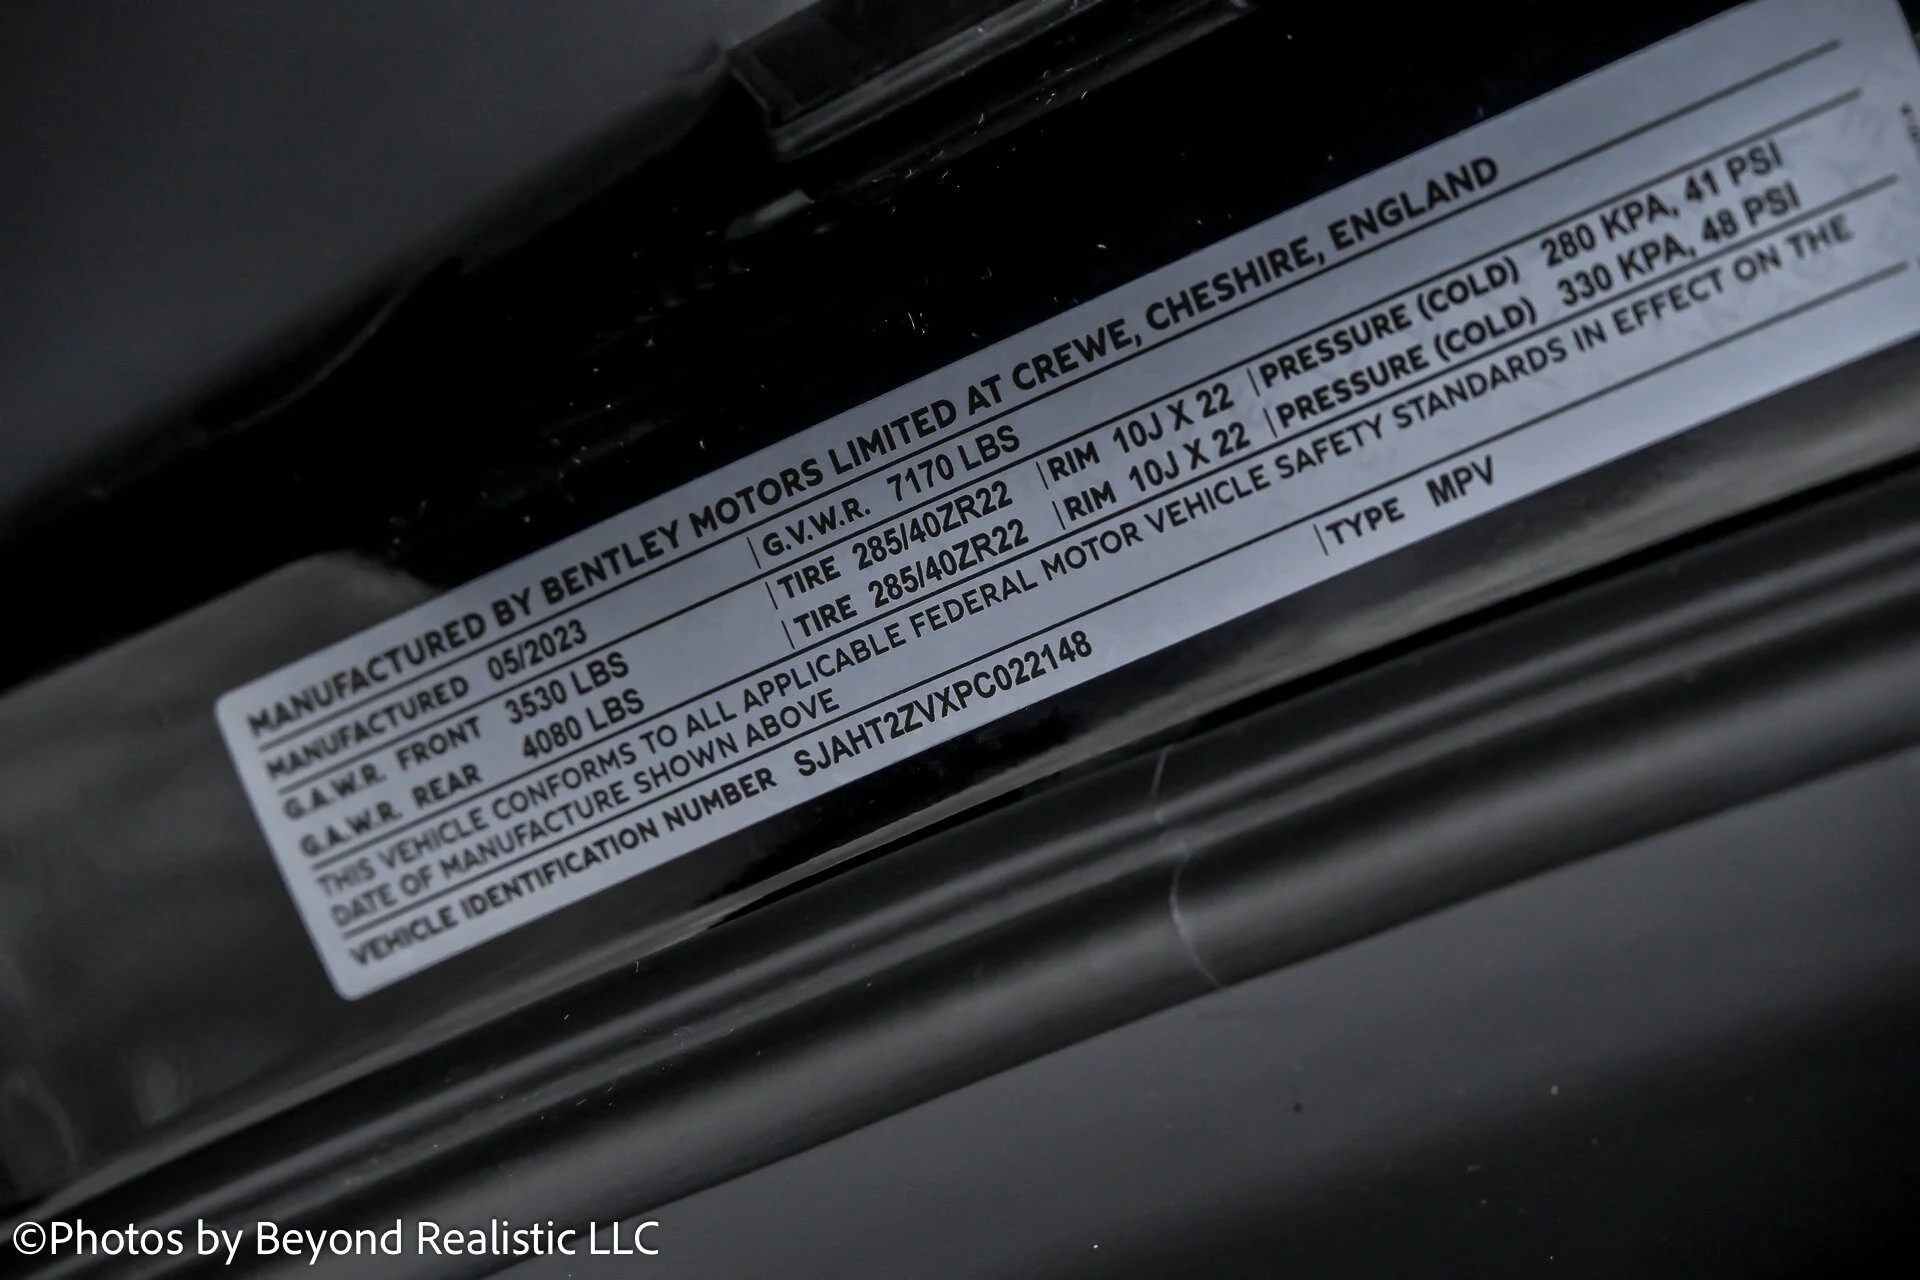 MANUFACTURED BY BENTLEY MOTORS LIMITED AT CREWE, CHESHIRE, ENGLAND
MANUFACTURED 05/2023 | G.V.W.R. 7170 LBS
G.A.W.R. FRONT 3530 LBS | TIRE 285/40ZR22 | RIM 10J X 22 | PRESSURE (COLD) 280 KPA, 41 PSI
G.A.W.R. REAR 4080 LBS | TIRE 285/40ZR22 | RIM 10J X 22 | PRESSURE (COLD) 330 KPA, 48 PSI
THIS VEHICLE CONFORMS TO ALL APPLICABLE FEDERAL MOTOR VEHICLE SAFETY STANDARDS IN EFFECT ON THE
DATE OF MANUFACTURE SHOWN ABOVE
VEHICLE IDENTIFICATION NUMBER SJAHT2ZVXPC022148 | TYPE MPV
©Photos by Beyond Realistic LLC